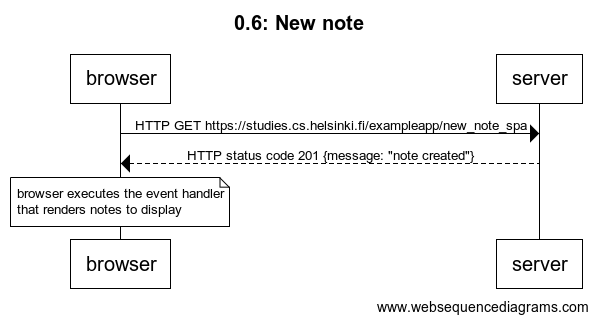 0.6: New note
browser
server
HTTP GET https://studies.cs.helsinki.fi/exampleapp/new_note_spa
HTTP status code 201 {message: "note created"}
browser executes the event handler
that renders notes to display
browser
server
www.websequencediagrams.com